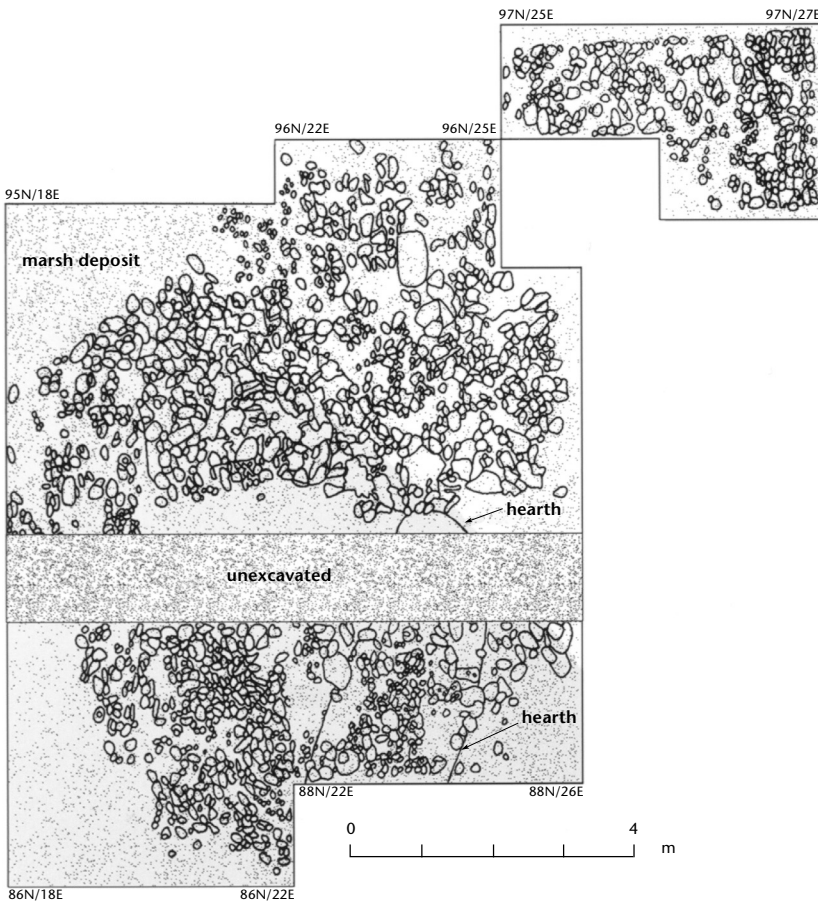 97N/25E 97N/27E
96N/22E 96N/25E
95N/18E
marsh deposit
hearth
unexcavated
hearth
88N/22E 88N/26E
0 4
m
86N/18E 86N/22E